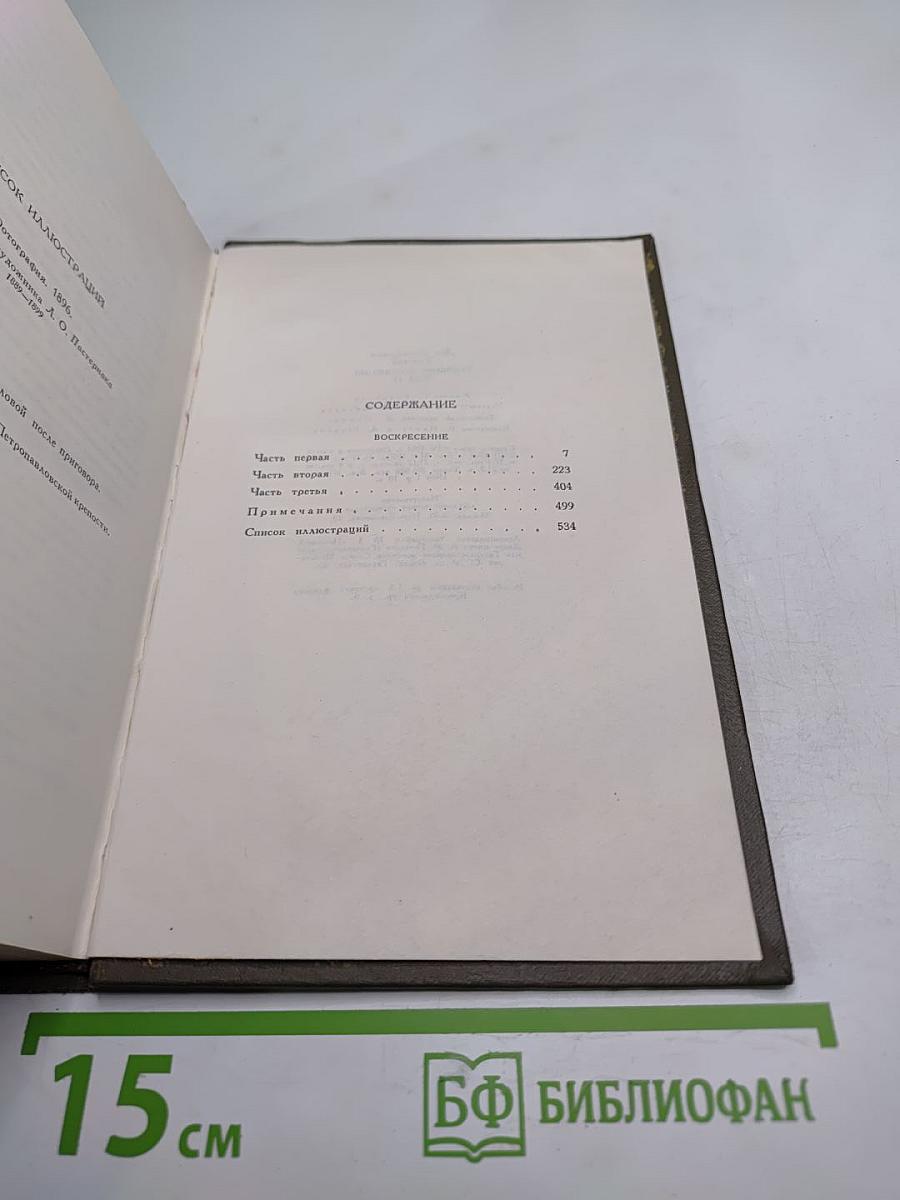 СОК ИЛЛЮСТРАЦИЙ
Фотография. 1896.
художника Л. О. Пастернака
1889—1899
ловой после приговора.
Петропавловской крепости.
СОДЕРЖАНИЕ
ВОСКРЕСЕНИЕ
Часть первая . . . . . . . . . . . . . . 7
Часть вторая . . . . . . . . . . . . . . 223
Часть третья . . . . . . . . . . . . . . 404
Примечания . . . . . . . . . . . . . . 499
Список иллюстраций . . . . . . . . . . . 534
15 см
БФ БИБЛИОФАН